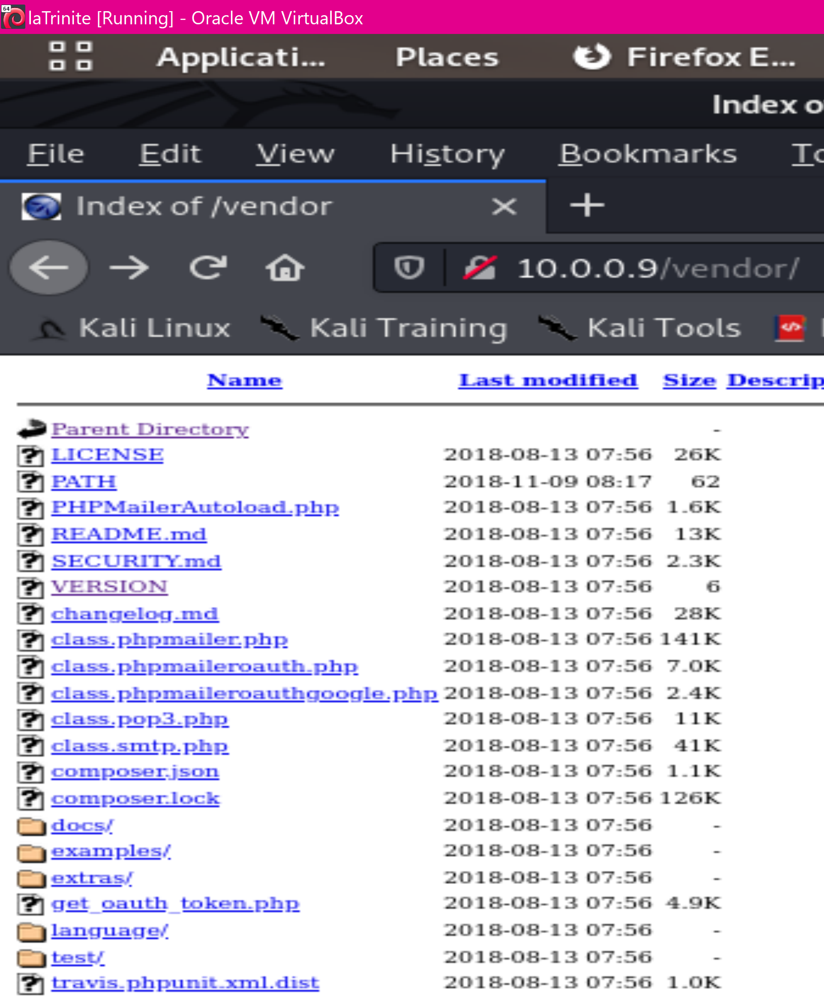 64 laTrinite [Running] - Oracle VM VirtualBox
Applicati... Places Firefox E...
Index o
File Edit View History Bookmarks To
Index of /vendor
10.0.0.9/vendor/
Kali Linux Kali Training Kali Tools
Name Last modified Size Descrip
Parent Directory -
LICENSE 2018-08-13 07:56 26K
PATH 2018-11-09 08:17 62
PHPMailerAutoload.php 2018-08-13 07:56 1.6K
README.md 2018-08-13 07:56 13K
SECURITY.md 2018-08-13 07:56 2.3K
VERSION 2018-08-13 07:56 6
changelog.md 2018-08-13 07:56 28K
class.phpmailer.php 2018-08-13 07:56 141K
class.phpmaileroauth.php 2018-08-13 07:56 7.0K
class.phpmaileroauthgoogle.php 2018-08-13 07:56 2.4K
class.pop3.php 2018-08-13 07:56 11K
class.smtp.php 2018-08-13 07:56 41K
composer.json 2018-08-13 07:56 1.1K
composer.lock 2018-08-13 07:56 126K
docs/ 2018-08-13 07:56 -
examples/ 2018-08-13 07:56 -
extras/ 2018-08-13 07:56 -
get_oauth_token.php 2018-08-13 07:56 4.9K
language/ 2018-08-13 07:56 -
test/ 2018-08-13 07:56 -
travis.phpunit.xml.dist 2018-08-13 07:56 1.0K